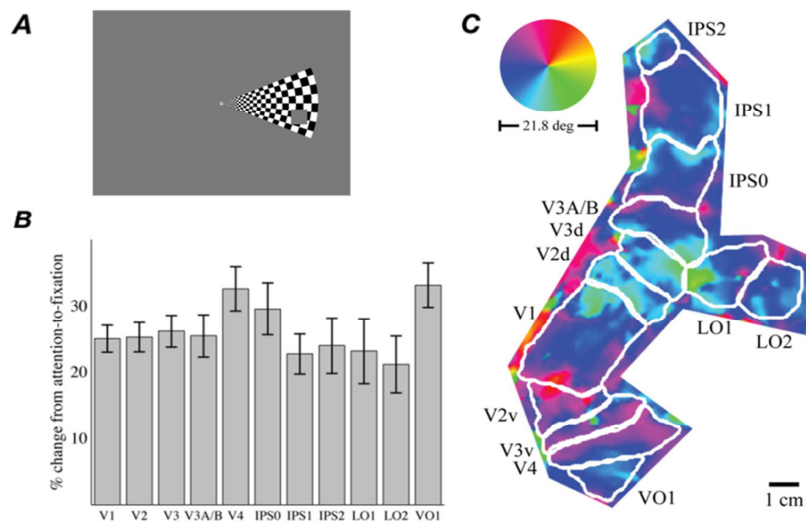 A
B
% change from attention-to-fixation
30
20
10
V1 V2 V3 V3A/B V4 IPS0 IPS1 IPS2 LO1 LO2 VO1
C
21.8 deg
IPS2
IPS1
IPS0
V3A/B
V3d
V2d
V1
LO1
LO2
V2v
V3v
V4
VO1
1 cm